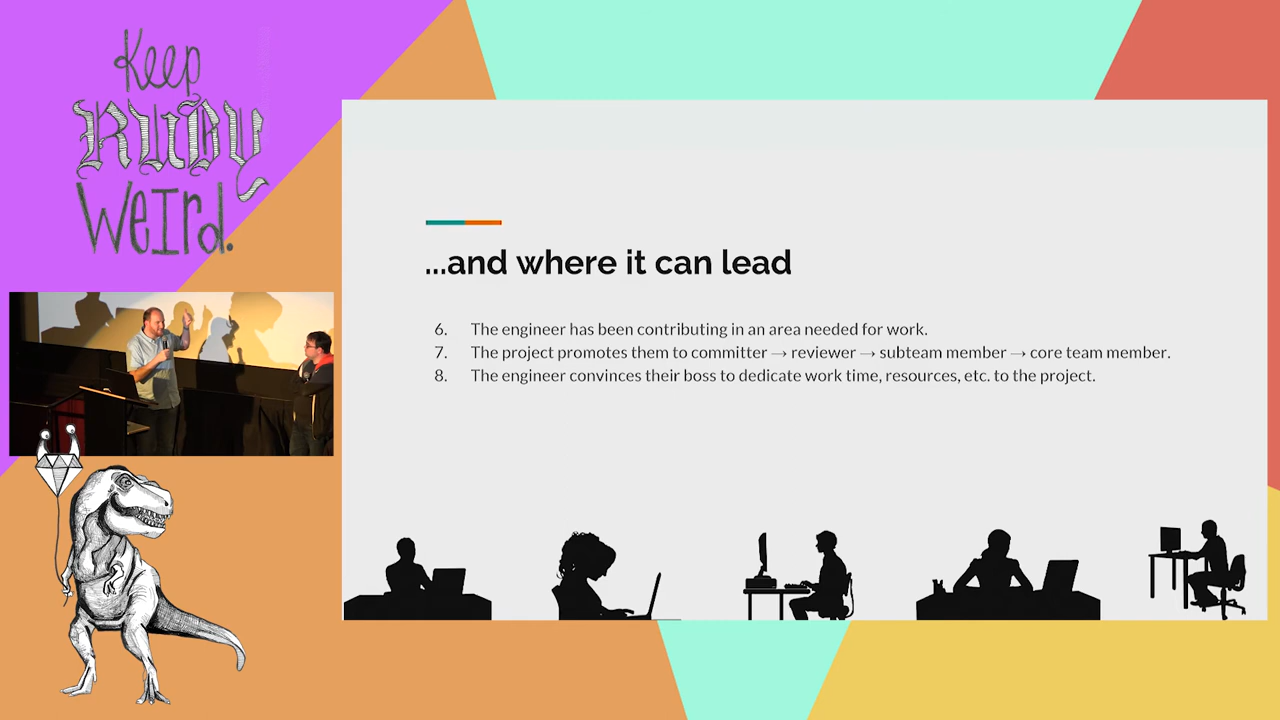 Keep
RUBY
Weird.
...and where it can lead
6. The engineer has been contributing in an area needed for work.
7. The project promotes them to committer → reviewer → subteam member → core team member.
8. The engineer convinces their boss to dedicate work time, resources, etc. to the project.